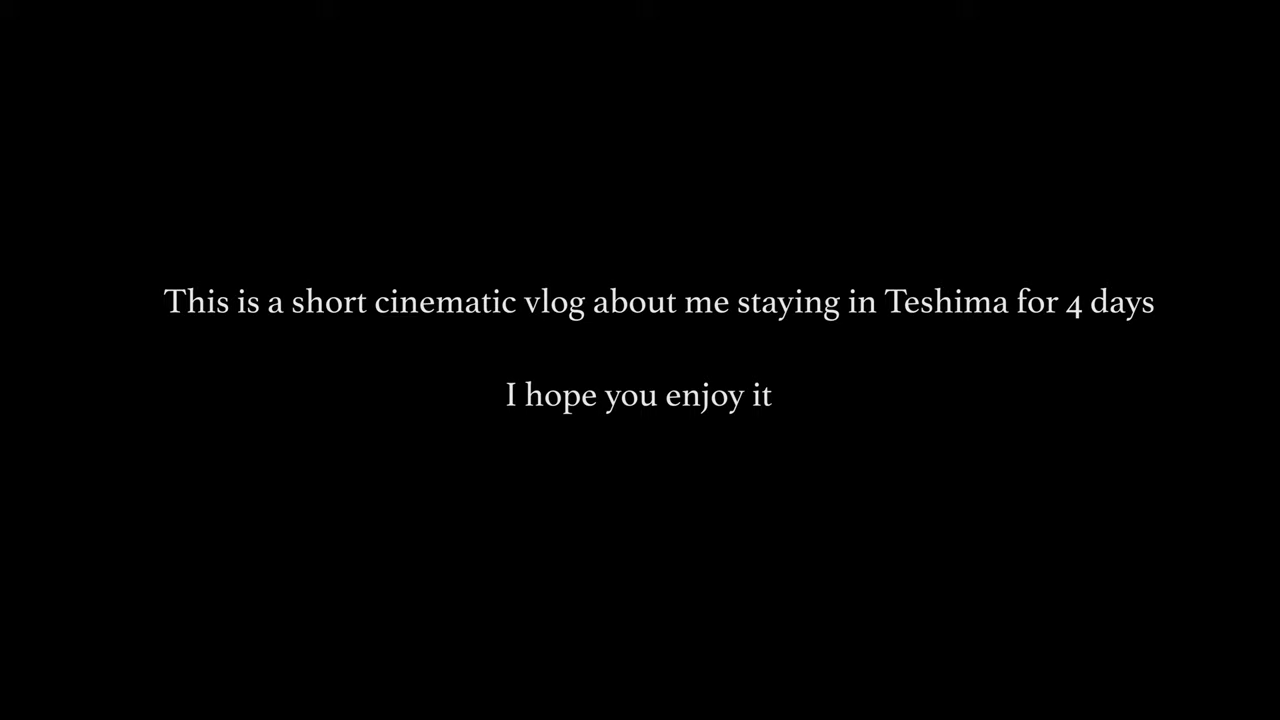 This is a short cinematic vlog about me staying in Teshima for 4 days
I hope you enjoy it